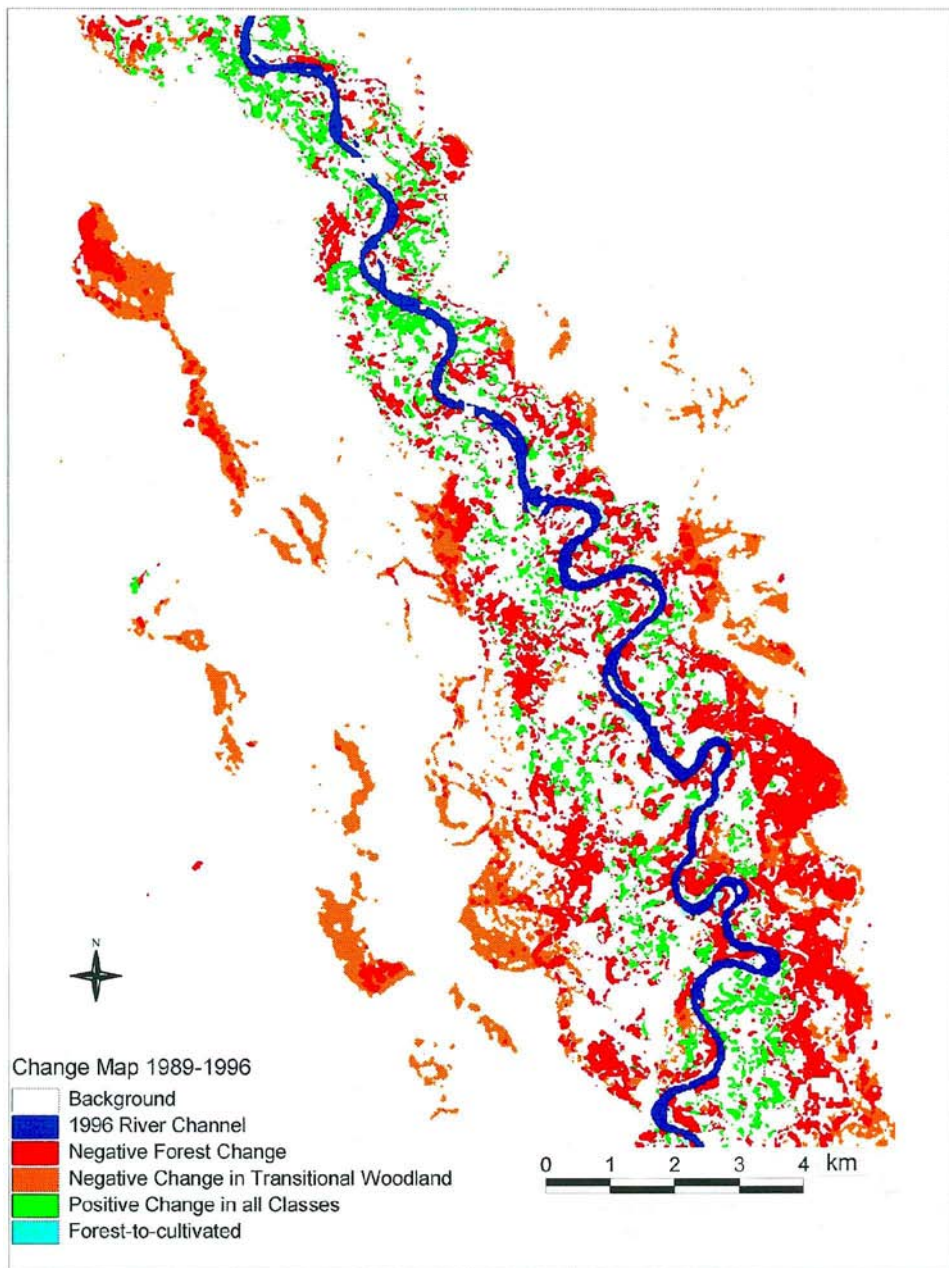 N
Change Map 1989-1996
Background
1996 River Channel
Negative Forest Change
Negative Change in Transitional Woodland
Positive Change in all Classes
Forest-to-cultivated
0 1 2 3 4 km